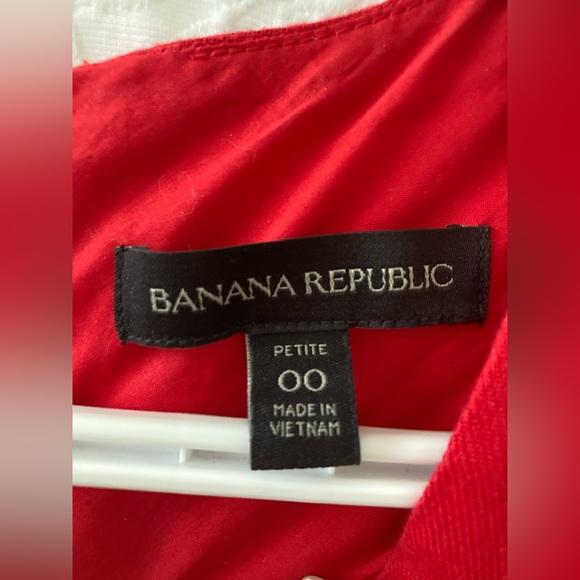 BANANA REPUBLIC
PETITE
00
MADE IN
VIETNAM